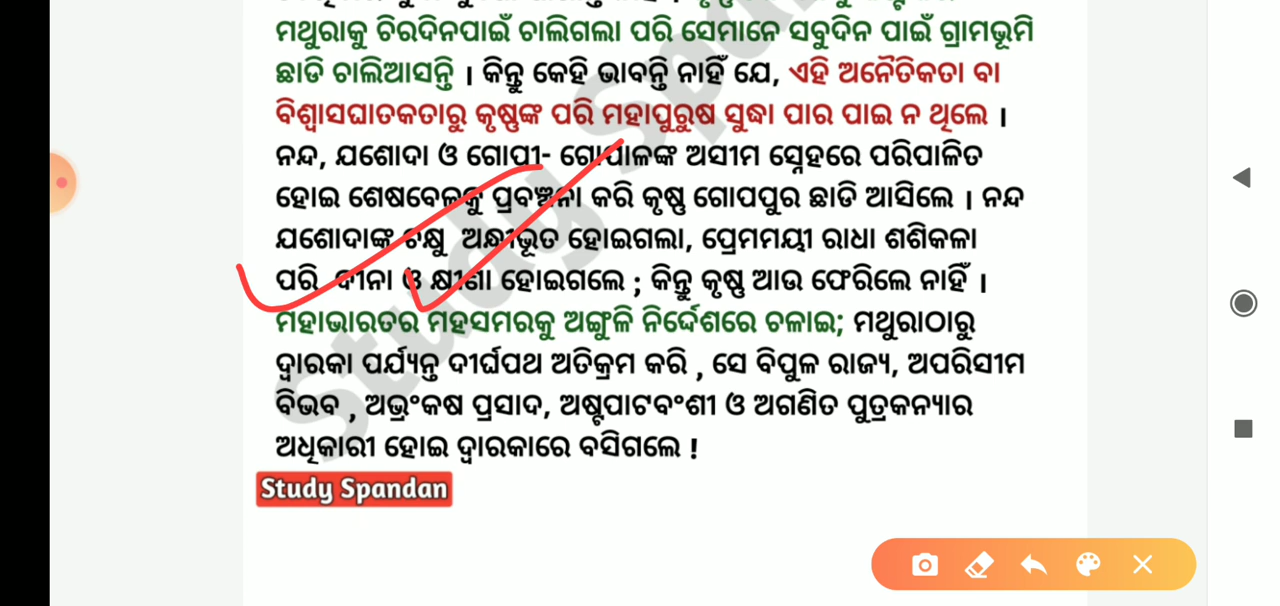 ମଥୁରାକୁ ଚିରଦିନପାଇଁ ଚାଲିଗଲା ପରି ସେମାନେ ସବୁଦିନ ପାଇଁ ଗ୍ରାମଭୂମି
ଛାଡି ଚାଲିଆସନ୍ତି । କିନ୍ତୁ କେହି ଭାବନ୍ତି ନାହିଁ ଯେ, ଏହି ଅନୈତିକତା ବା
ବିଶ୍ୱାସଘାତକତାରୁ କୃଷ୍ଣଙ୍କ ପରି ମହାପୁରୁଷ ସୁଦ୍ଧା ପାର ପାଇ ନ ଥିଲେ ।
ନନ୍ଦ, ଯଶୋଦା ଓ ଗୋପୀ- ଗୋପାଳଙ୍କ ଅସୀମ ସ୍ନେହରେ ପରିପାଳିତ
ହୋଇ ଶେଷବେଳକୁ ପ୍ରବଞ୍ଚନା କରି କୃଷ୍ଣ ଗୋପପୁର ଛାଡି ଆସିଲେ । ନନ୍ଦ
ଯଶୋଦାଙ୍କ ଚକ୍ଷୁ ଅନ୍ଧୀଭୂତ ହୋଇଗଲା, ପ୍ରେମମୟୀ ରାଧା ଶଶିକଳା
ପରି ଦୀନା ଓ କ୍ଷୀଣା ହୋଇଗଲେ ; କିନ୍ତୁ କୃଷ୍ଣ ଆଉ ଫେରିଲେ ନାହିଁ ।
ମହାଭାରତର ମହସମରକୁ ଅଙ୍ଗୁଳି ନିର୍ଦ୍ଦେଶରେ ଚଳାଇ; ମଥୁରାଠାରୁ
ଦ୍ୱାରକା ପର୍ଯ୍ୟନ୍ତ ଦୀର୍ଘପଥ ଅତିକ୍ରମ କରି , ସେ ବିପୁଳ ରାଜ୍ୟ, ଅପରିସୀମ
ବିଭବ , ଅଭ୍ରଂକଷ ପ୍ରସାଦ, ଅଷ୍ଟପାଟବଂଶୀ ଓ ଅଗଣିତ ପୁତ୍ରକନ୍ୟାର
ଅଧିକାରୀ ହୋଇ ଦ୍ୱାରକାରେ ବସିଗଲେ !
Study Spandan